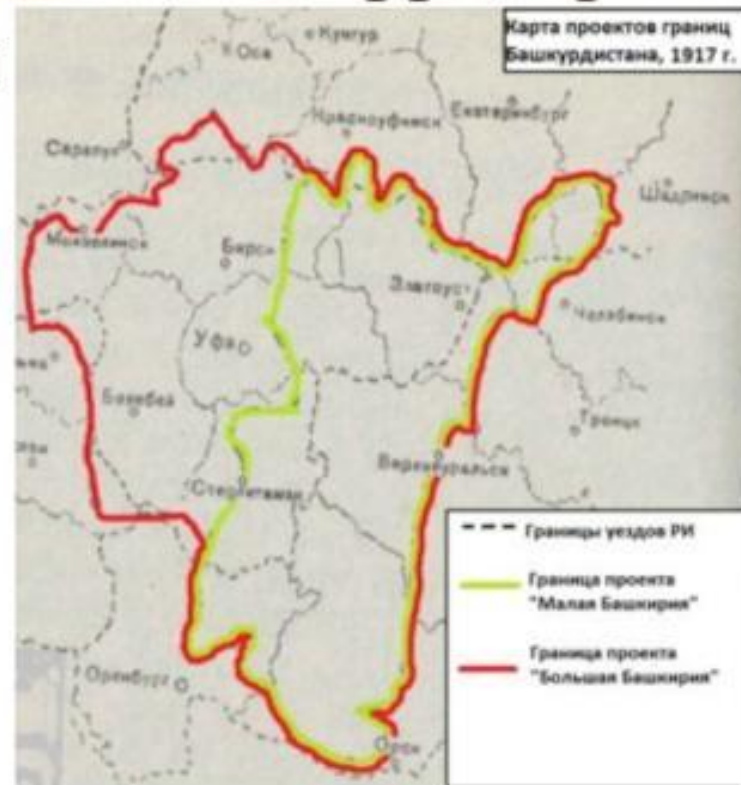 Карта проектов границ
Башкурдистана, 1917 г.
Кунгур
Оса
Екатеринбург
Красноуфимск
Сарапул
Шадринск
Мензелинск
Бирск
Златоуст
Челябинск
Уфа
Белебей
Троицк
Верхнеуральск
Стерлитамак
Границы уездов РИ
Граница проекта
"Малая Башкирия"
Граница проекта
"Большая Башкирия"
Оренбург
Орск